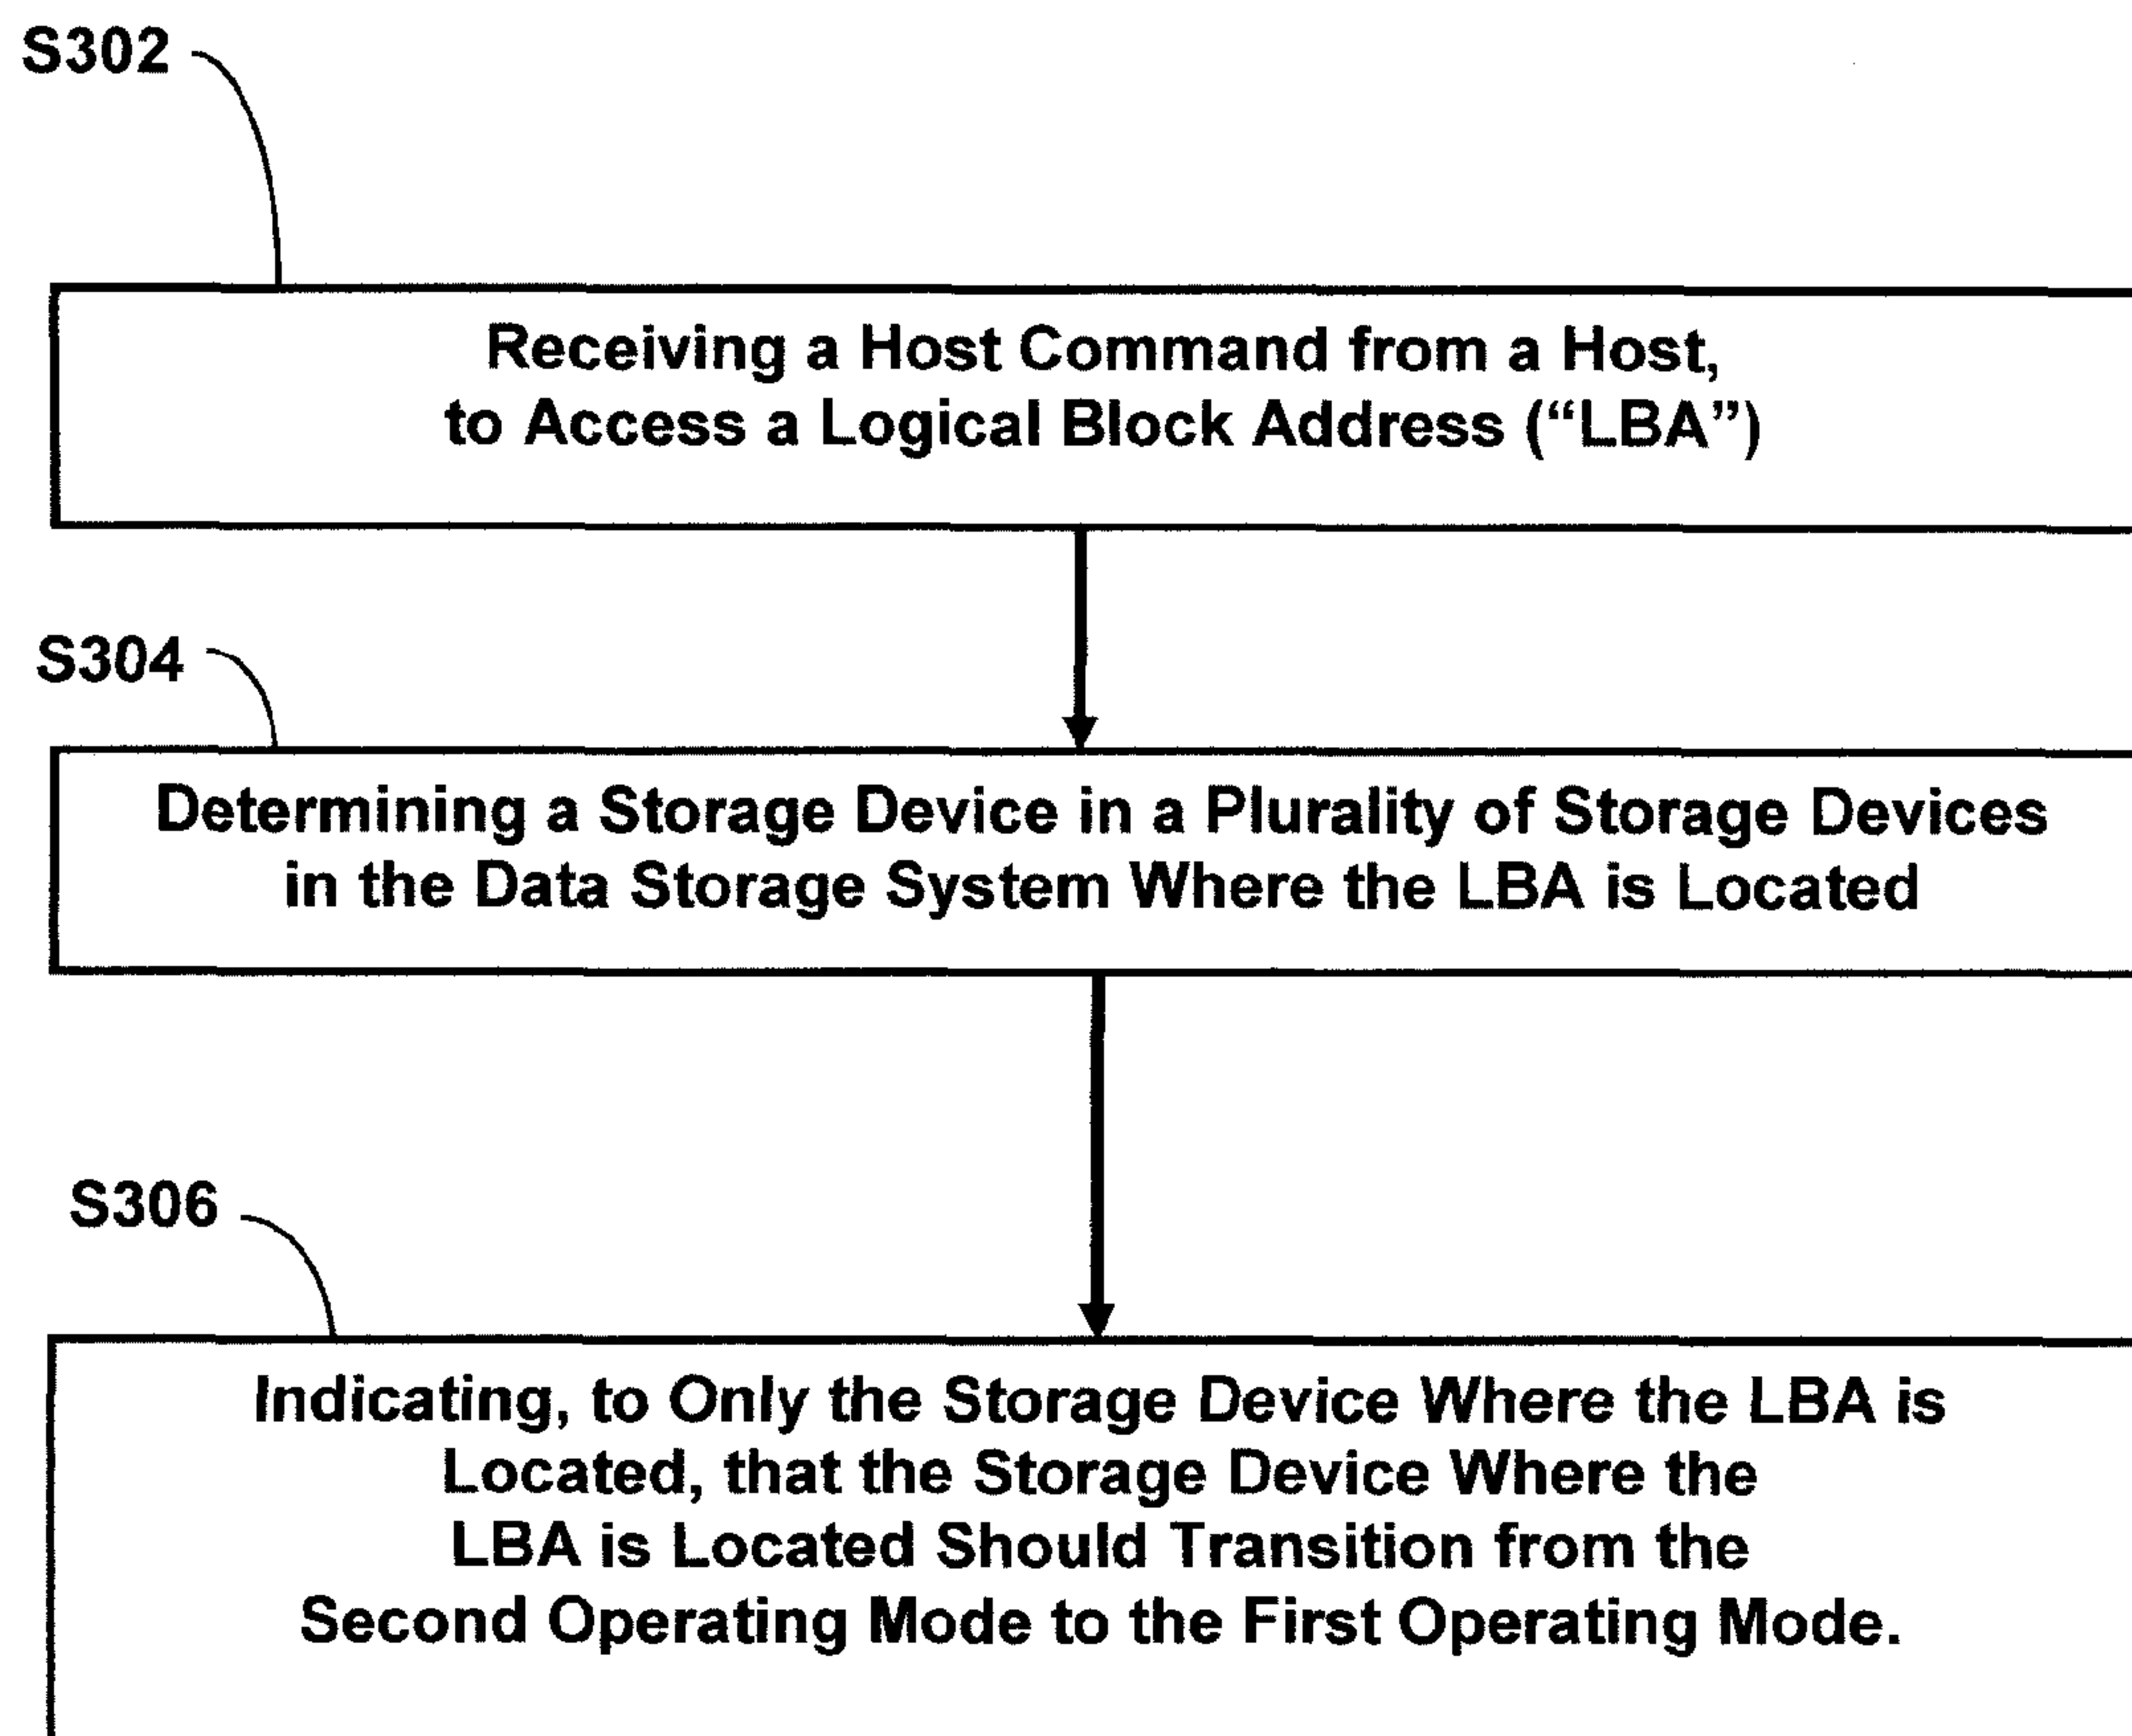 S302
Receiving a Host Command from a Host,
to Access a Logical Block Address (“LBA”)
S304
Determining a Storage Device in a Plurality of Storage Devices
in the Data Storage System Where the LBA is Located
S306
Indicating, to Only the Storage Device Where the LBA is
Located, that the Storage Device Where the
LBA is Located Should Transition from the
Second Operating Mode to the First Operating Mode.